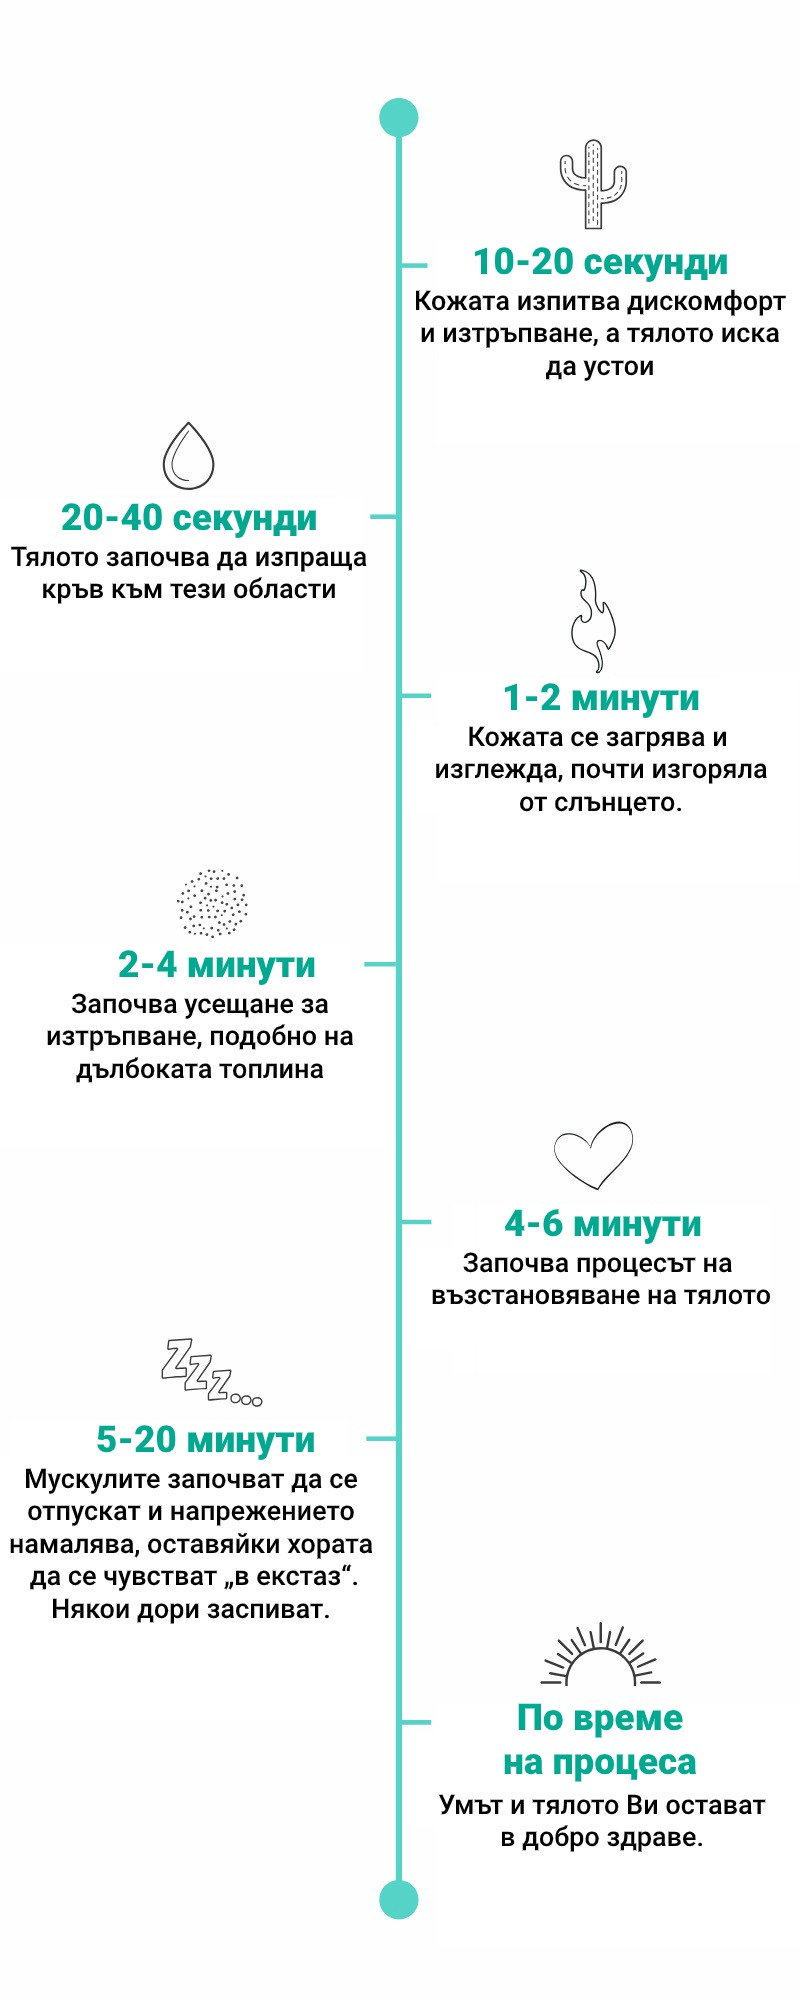 10-20 секунди
Кожата изпитва дискомфорт
и изтръпване, а тялото иска
да устои
20-40 секунди
Тялото започва да изпраща
кръв към тези области
1-2 минути
Кожата се загрява и
изглежда, почти изгоряла
от слънцето.
2-4 минути
Започва усещане за
изтръпване, подобно на
дълбоката топлина
4-6 минути
Започва процесът на
възстановяване на тялото
Zzz...
5-20 минути
Мускулите започват да се
отпускат и напрежението
намалява, оставяйки хората
да се чувстват „в екстаз“.
Някои дори заспиват.
По време
на процеса
Умът и тялото Ви остават
в добро здраве.